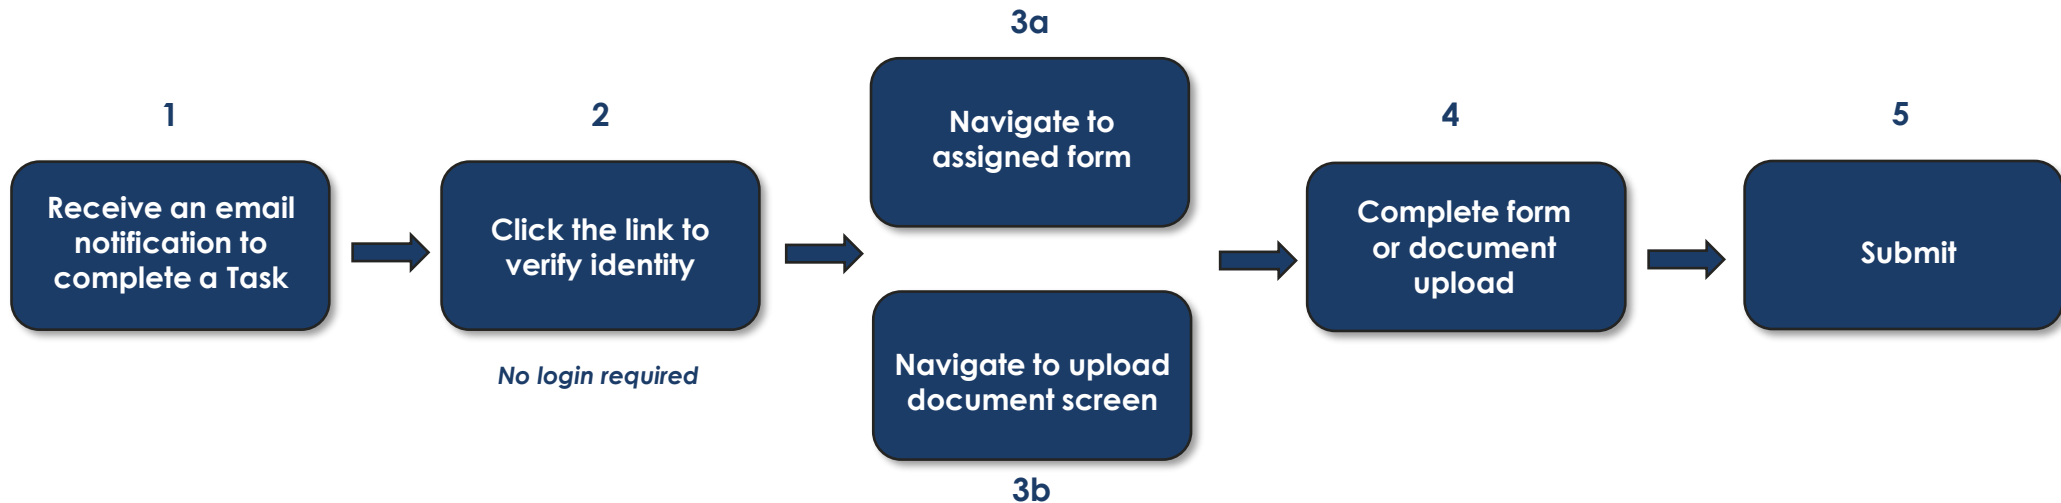 1
Receive an email
notification to
complete a Task
2
Click the link to
verify identity
No login required
3a
Navigate to
assigned form
Navigate to upload
document screen
3b
4
Complete form
or document
upload
5
Submit